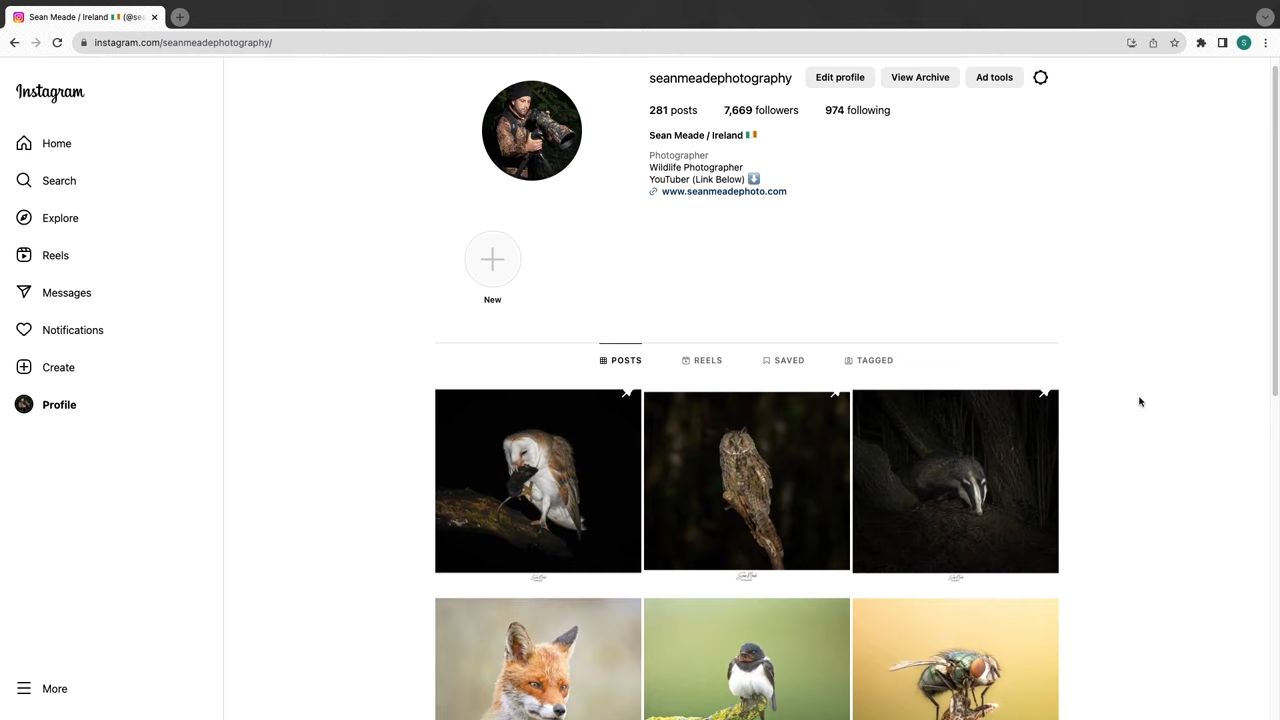 Sean Meade / Ireland 🇮🇪 (@sea
instagram.com/seanmeadephotography/
S
Instagram
Home
Search
Explore
Reels
Messages
Notifications
Create
Profile
More
seanmeadephotography
Edit profile
View Archive
Ad tools
281 posts 7,669 followers 974 following
Sean Meade / Ireland 🇮🇪
Photographer
Wildlife Photographer
YouTuber (Link Below) ⬇️
www.seanmeadephoto.com
New
POSTS REELS SAVED TAGGED